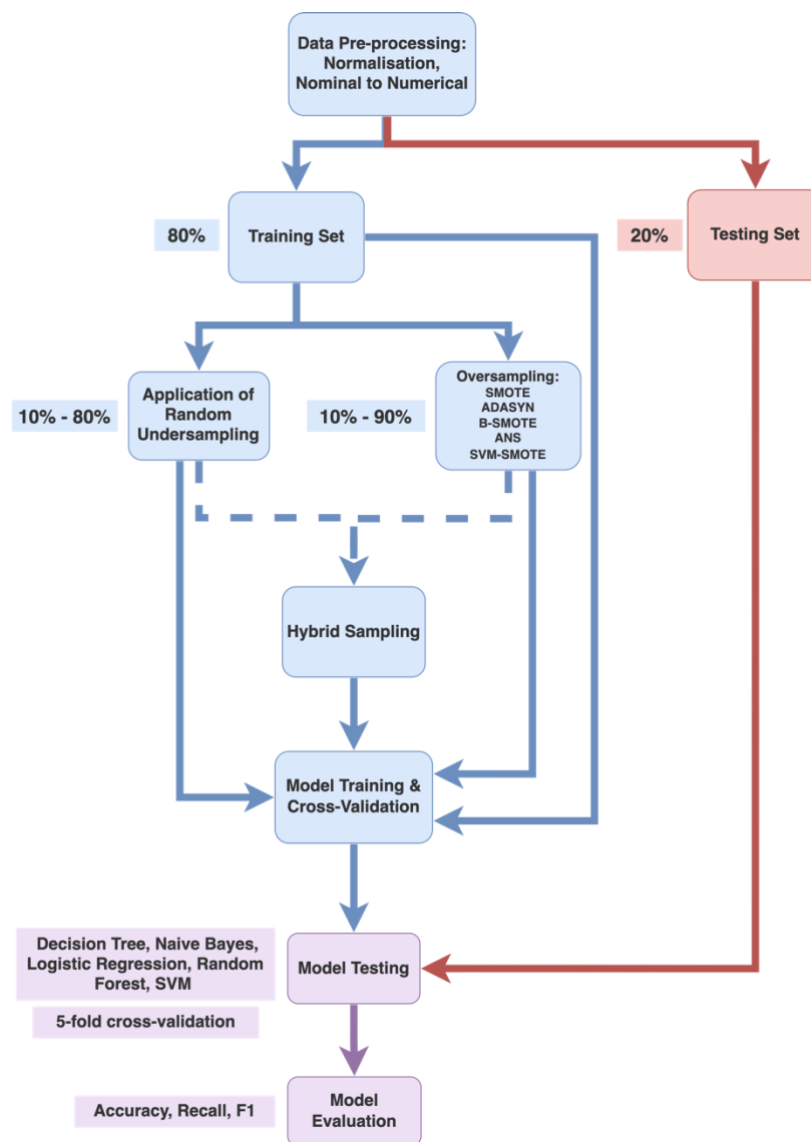 Data Pre-processing:
Normalisation,
Nominal to Numerical
80%
Training Set
20%
Testing Set
10% - 80%
Application of
Random
Undersampling
10% - 90%
Oversampling:
SMOTE
ADASYN
B-SMOTE
ANS
SVM-SMOTE
Hybrid Sampling
Model Training &
Cross-Validation
Decision Tree, Naive Bayes,
Logistic Regression, Random
Forest, SVM
Model Testing
5-fold cross-validation
Accuracy, Recall, F1
Model
Evaluation